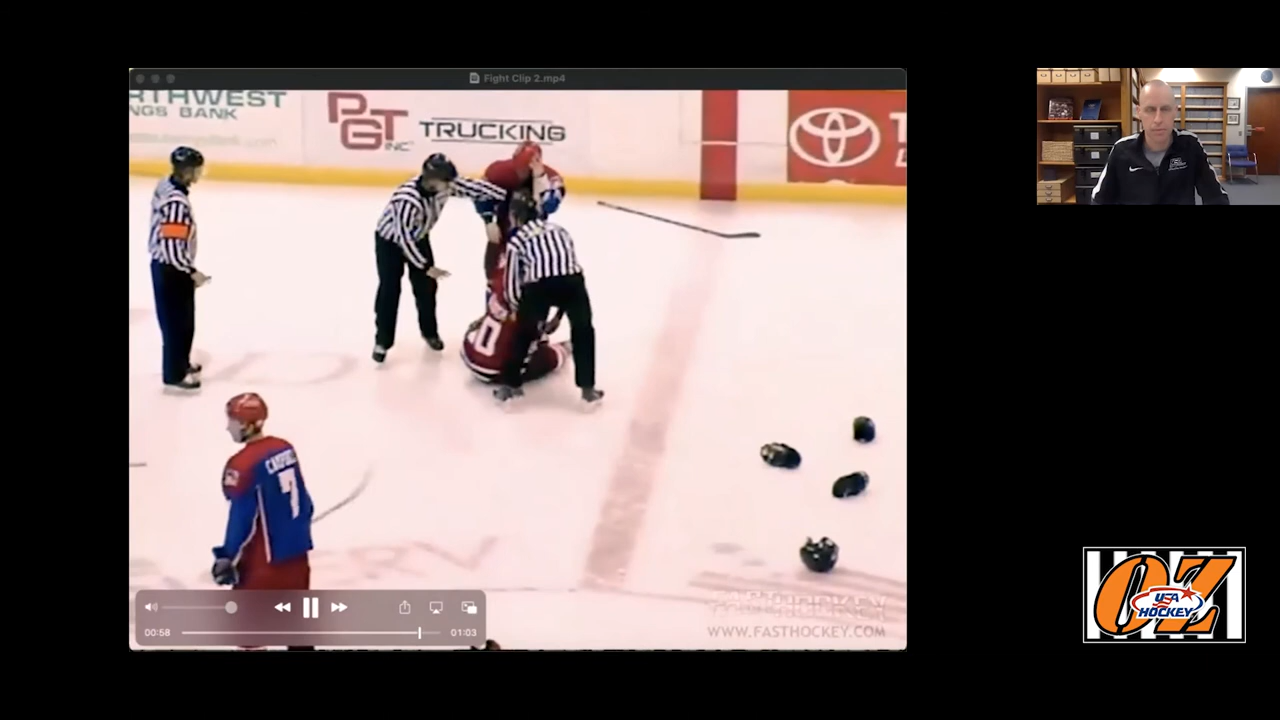 Fight Clip 2.mp4
RTHWEST
NGS BANK
PGT
INC
TRUCKING
7
00:58
01:03
FASTHOCKEY
WWW.FASTHOCKEY.COM
OZ
USA
HOCKEY